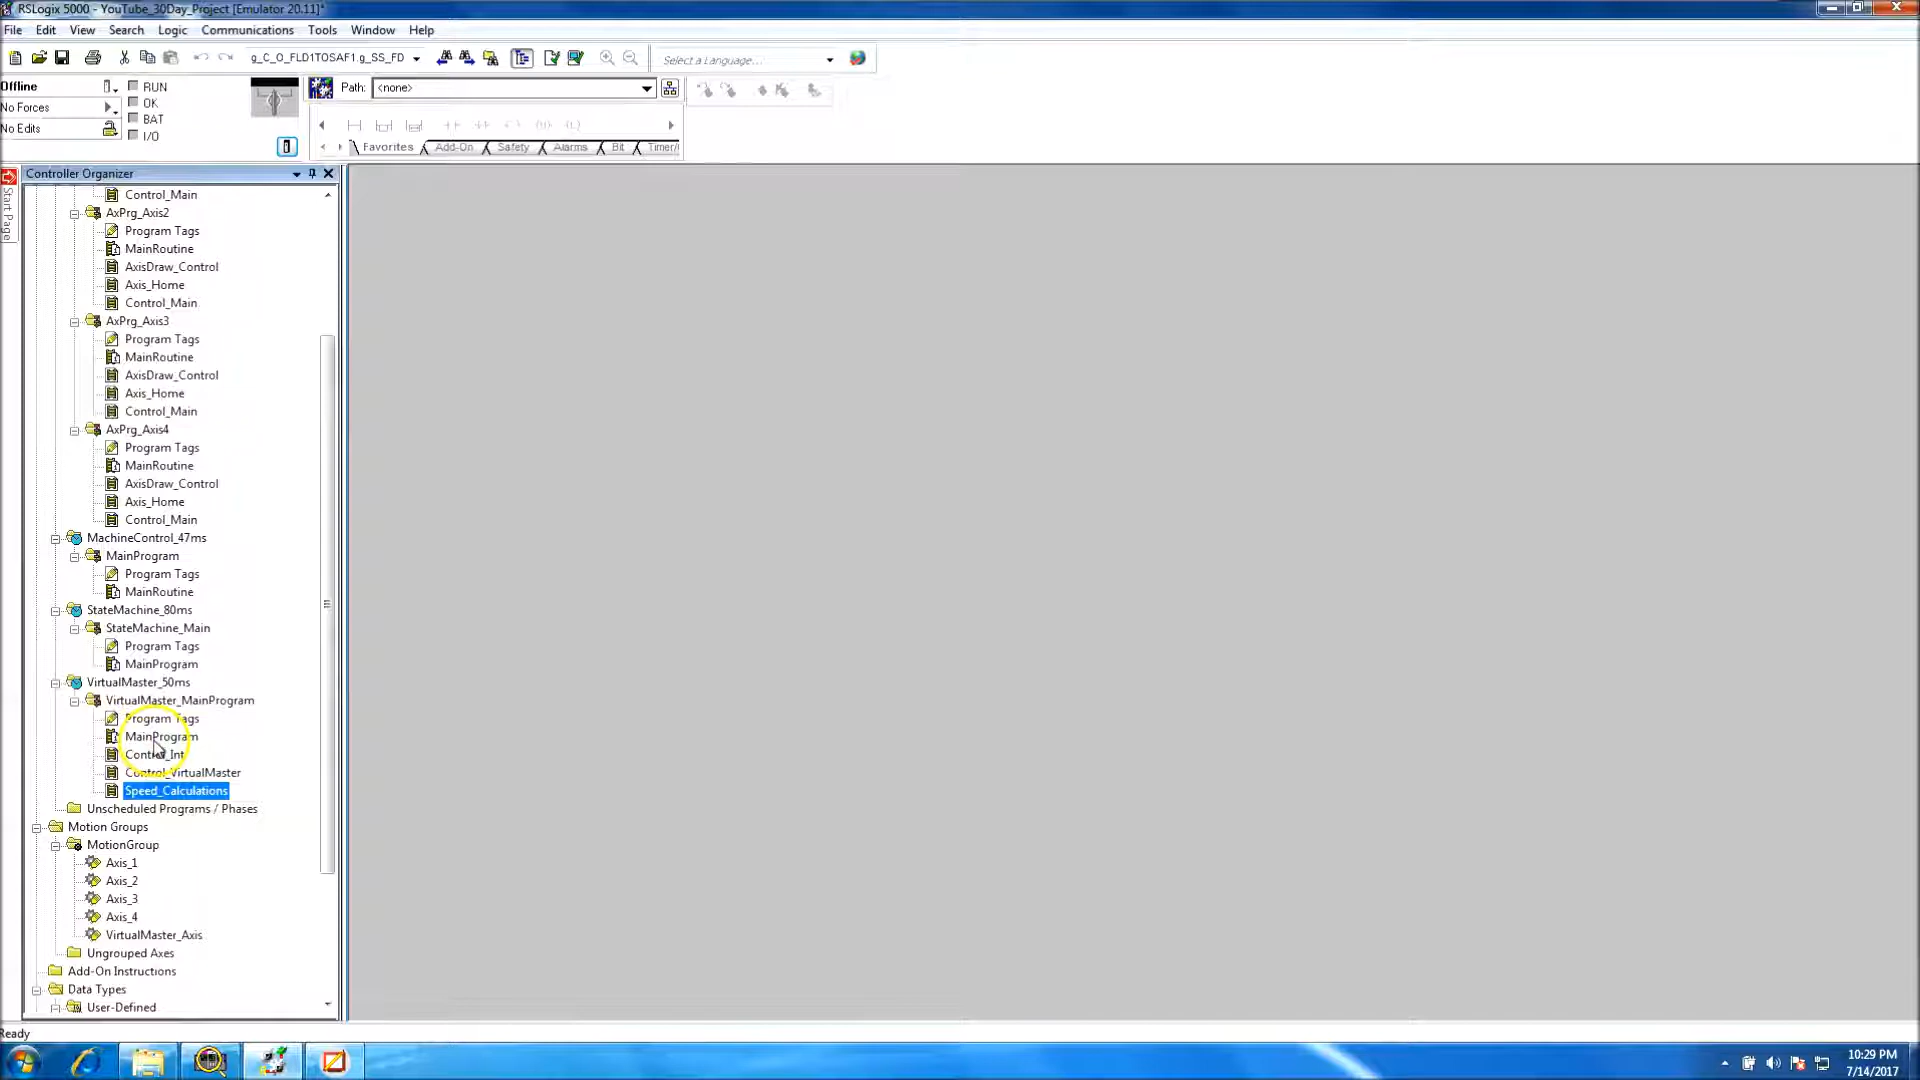 RSLogix 5000 - YouTube_30Day_Project [Emulator 20.11]*
File Edit View Search Logic Communications Tools Window Help
g_C_O_FLD1TOSAF1.g_SS_FD
Select a Language...
Offline
RUN
No Forces
OK
No Edits
BAT
I/O
Path: <none>
Favorites Add-On Safety Alarms Bit Timer/
Start Page
Controller Organizer
Control_Main
AxPrg_Axis2
Program Tags
MainRoutine
AxisDraw_Control
Axis_Home
Control_Main
AxPrg_Axis3
Program Tags
MainRoutine
AxisDraw_Control
Axis_Home
Control_Main
AxPrg_Axis4
Program Tags
MainRoutine
AxisDraw_Control
Axis_Home
Control_Main
MachineControl_47ms
MainProgram
Program Tags
MainRoutine
StateMachine_80ms
StateMachine_Main
Program Tags
MainProgram
VirtualMaster_50ms
VirtualMaster_MainProgram
Program Tags
MainProgram
Control_Int
Control_VirtualMaster
Speed_Calculations
Unscheduled Programs / Phases
Motion Groups
MotionGroup
Axis_1
Axis_2
Axis_3
Axis_4
VirtualMaster_Axis
Ungrouped Axes
Add-On Instructions
Data Types
User-Defined
Ready
10:29 PM
7/14/2017